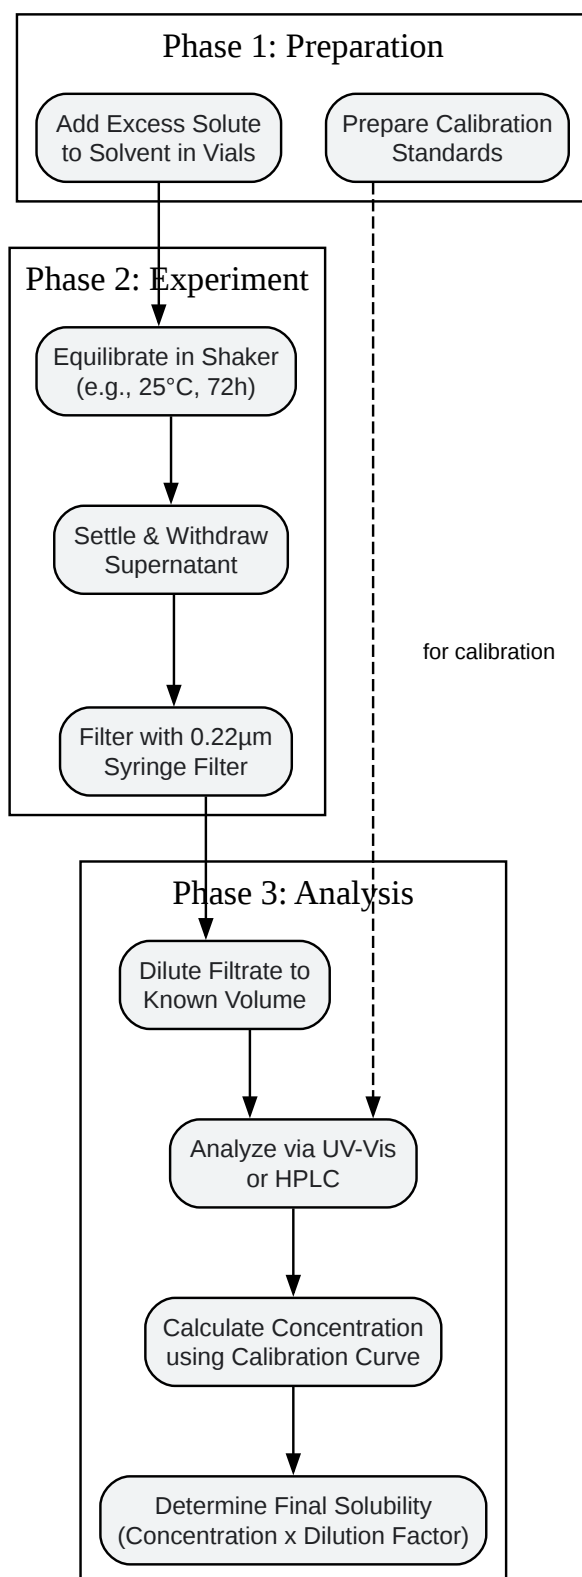 Phase 1: Preparation
Add Excess Solute
to Solvent in Vials
Prepare Calibration
Standards
Phase 2: Experiment
Equilibrate in Shaker
(e.g., 25°C, 72h)
Settle & Withdraw
Supernatant
for calibration
Filter with 0.22µm
Syringe Filter
Phase 3: Analysis
Dilute Filtrate to
Known Volume
Analyze via UV-Vis
or HPLC
Calculate Concentration
using Calibration Curve
Determine Final Solubility
(Concentration x Dilution Factor)